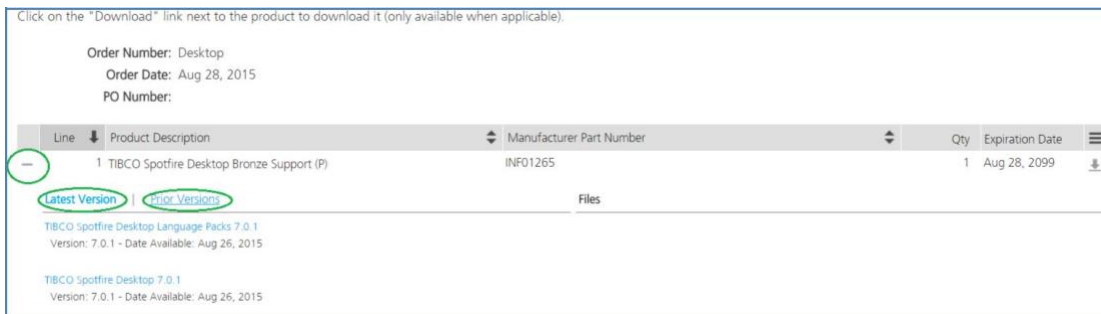 Click on the "Download" link next to the product to download it (only available when applicable).
Order Number: Desktop
Order Date: Aug 28, 2015
PO Number:
Line Product Description Manufacturer Part Number Qty Expiration Date
1 TIBCO Spotfire Desktop Bronze Support (P) INF01265 1 Aug 28, 2099
Latest Version | Prior Versions Files
TIBCO Spotfire Desktop Language Packs 7.0.1
Version: 7.0.1 - Date Available: Aug 26, 2015
TIBCO Spotfire Desktop 7.0.1
Version: 7.0.1 - Date Available: Aug 26, 2015